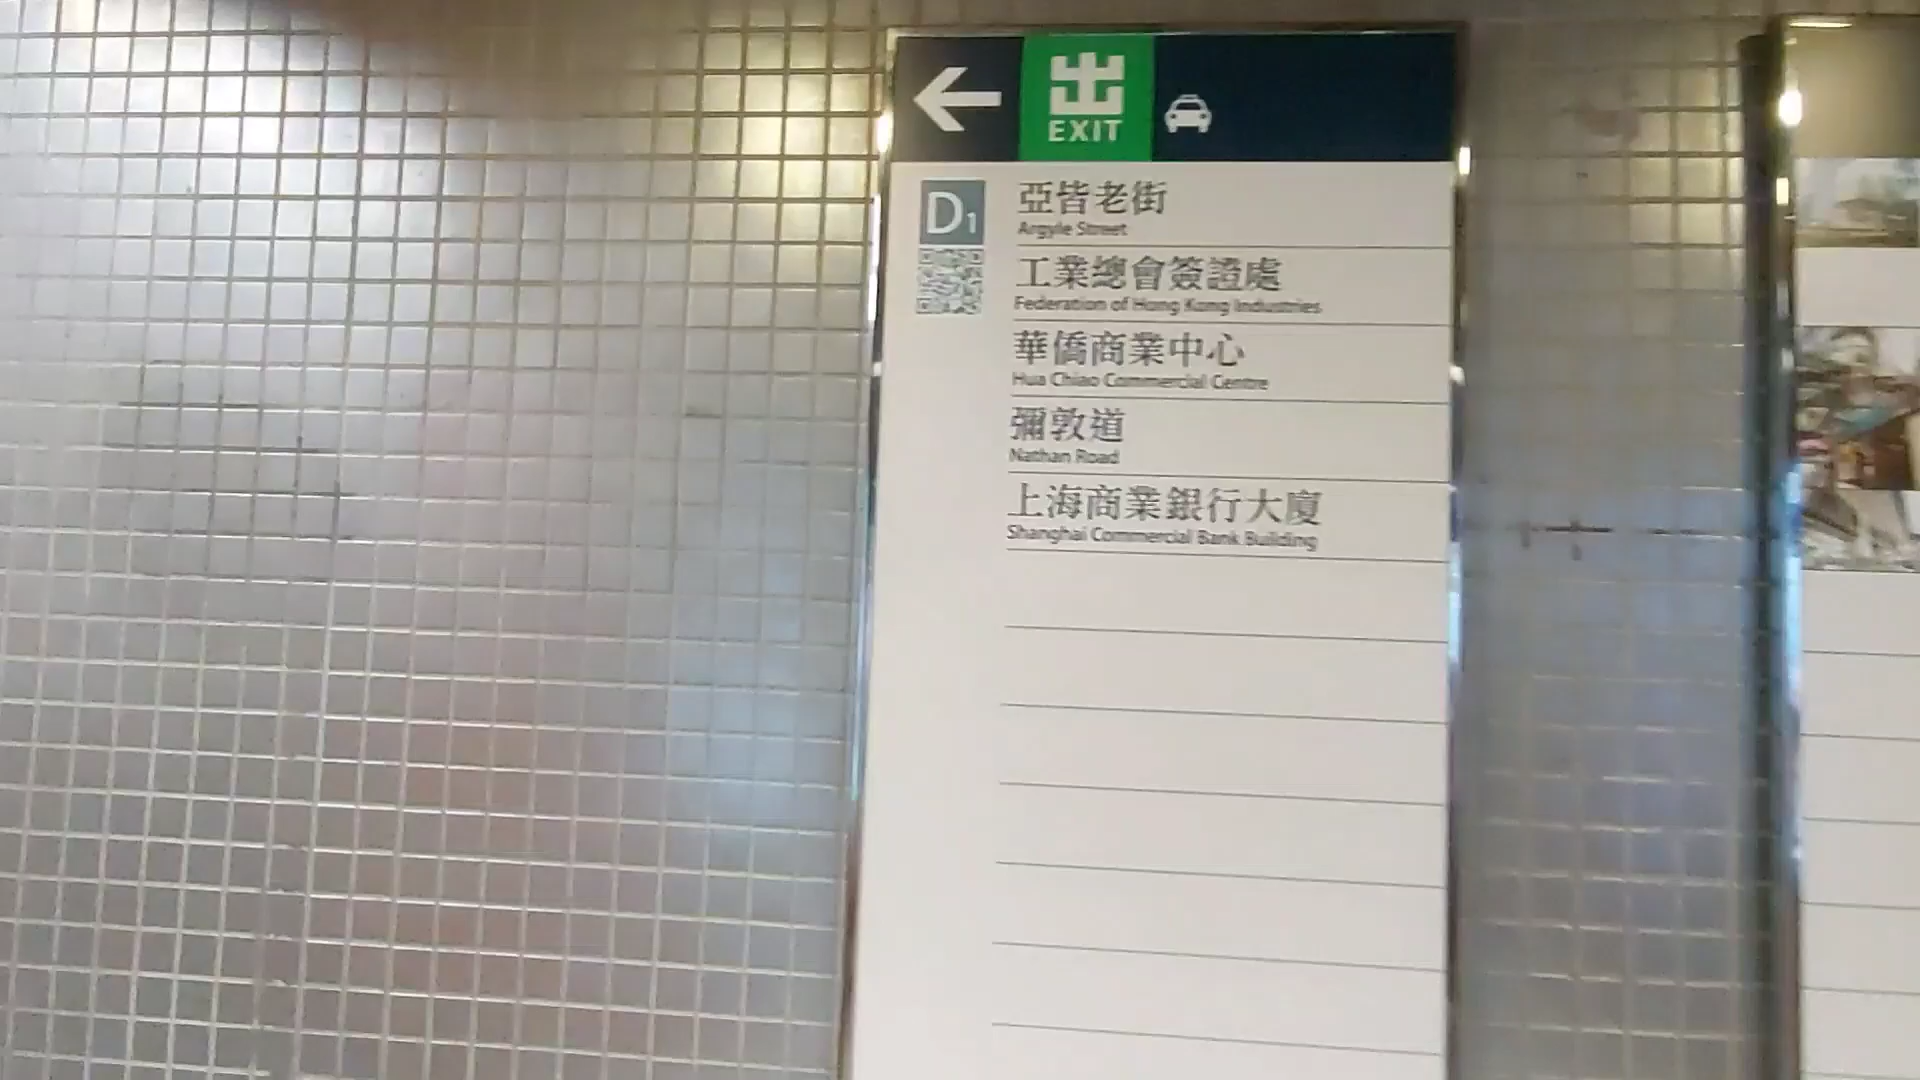 出
EXIT
D1
亞皆老街
Argyle Street
工業總會簽證處
Federation of Hong Kong Industries
華僑商業中心
Hua Chiao Commercial Centre
彌敦道
Nathan Road
上海商業銀行大廈
Shanghai Commercial Bank Building